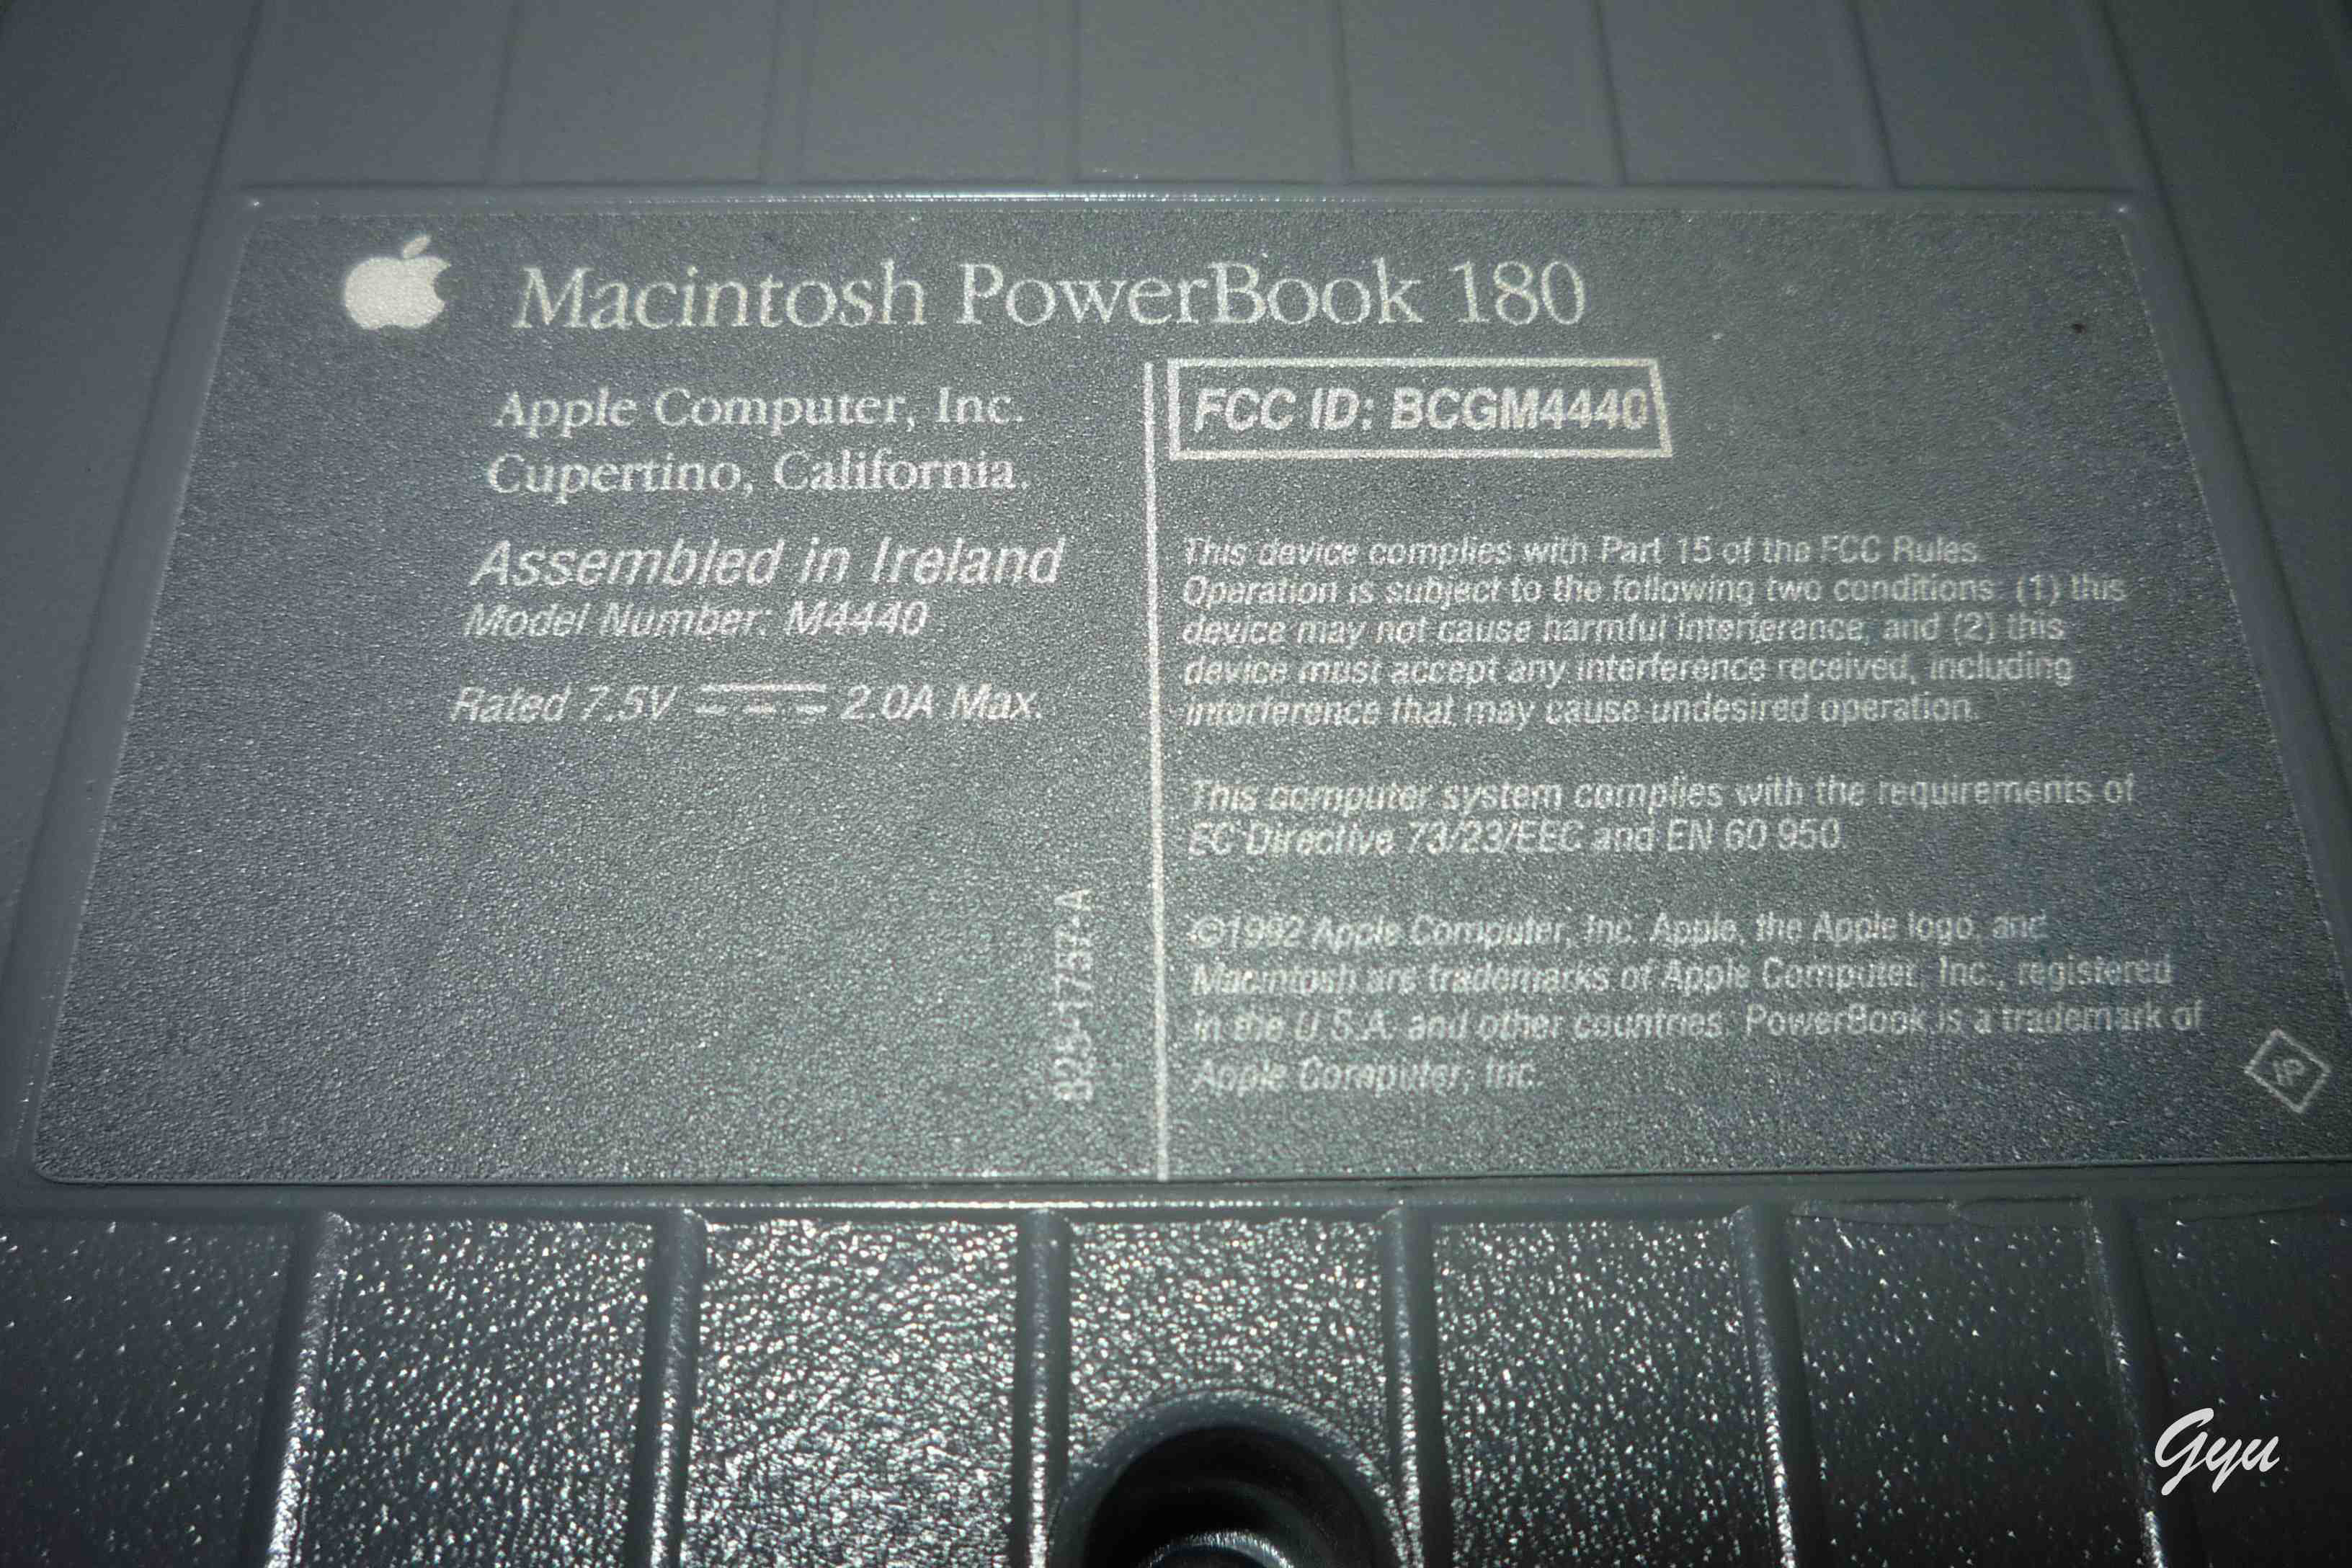 Macintosh PowerBook 180
Apple Computer, Inc.
Cupertino, California.
Assembled in Ireland
Model Number: M4440
Rated 7.5V 2.0A Max.
825-1757-A
FCC ID: BCGM4440
This device complies with Part 15 of the FCC Rules.
Operation is subject to the following two conditions: (1) this
device may not cause harmful interference, and (2) this
device must accept any interference received, including
interference that may cause undesired operation.
This computer system complies with the requirements of
EC Directive 73/23/EEC and EN 60 950.
©1992 Apple Computer, Inc. Apple, the Apple logo, and
Macintosh are trademarks of Apple Computer, Inc., registered
in the U.S.A. and other countries. PowerBook is a trademark of
Apple Computer, Inc.
IP
Gyu